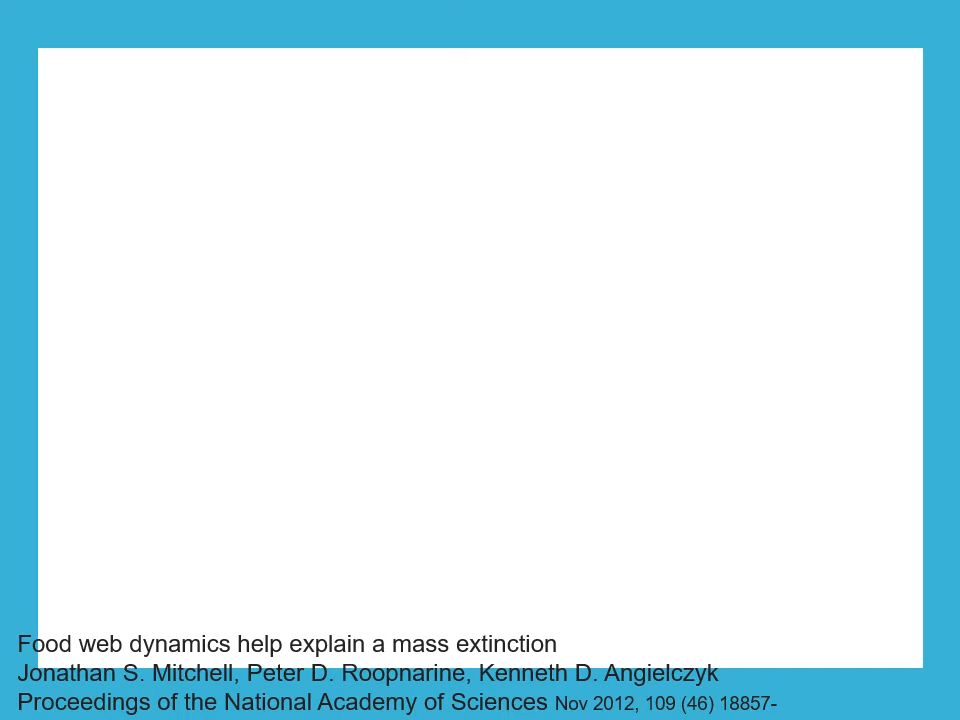 Food web dynamics help explain a mass extinction
Jonathan S. Mitchell, Peter D. Roopnarine, Kenneth D. Angielczyk
Proceedings of the National Academy of Sciences Nov 2012, 109 (46) 18857-